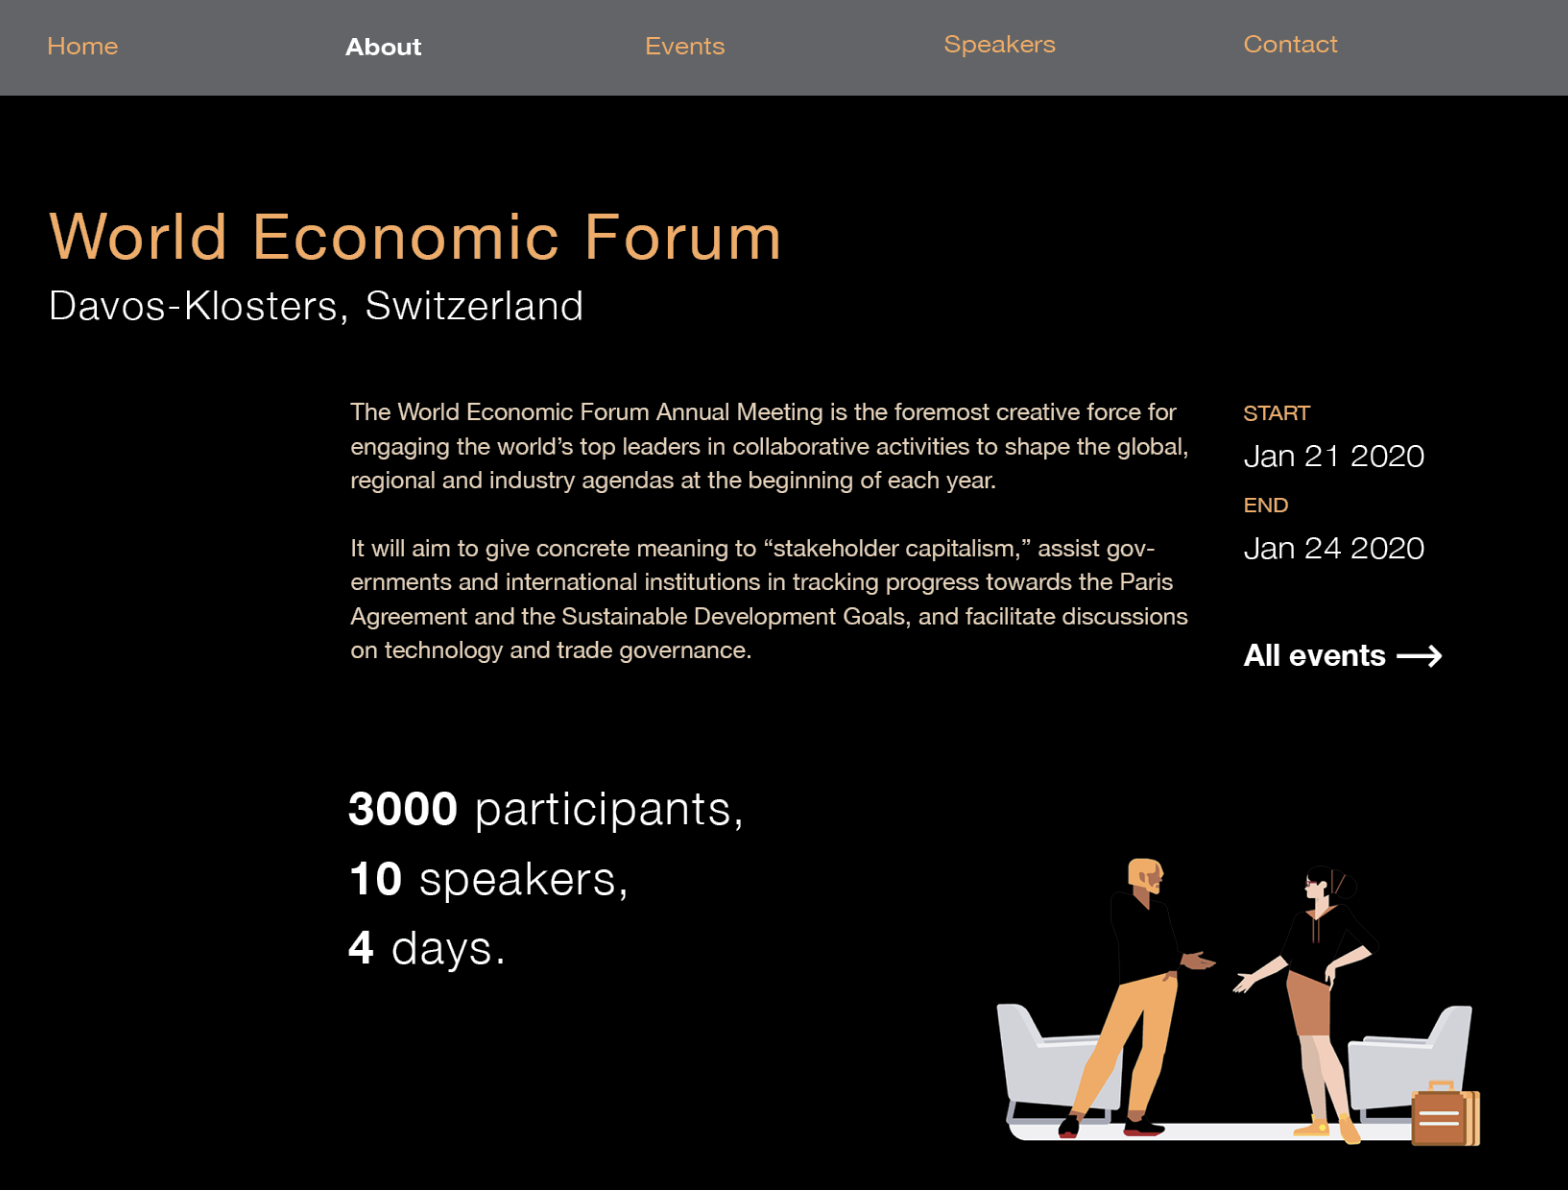 Home
About
Events
Speakers
Contact
World Economic Forum
Davos-Klosters, Switzerland
The World Economic Forum Annual Meeting is the foremost creative force for
engaging the world’s top leaders in collaborative activities to shape the global,
regional and industry agendas at the beginning of each year.
It will aim to give concrete meaning to “stakeholder capitalism,” assist gov-
ernments and international institutions in tracking progress towards the Paris
Agreement and the Sustainable Development Goals, and facilitate discussions
on technology and trade governance.
START
Jan 21 2020
END
Jan 24 2020
All events
3000 participants,
10 speakers,
4 days.